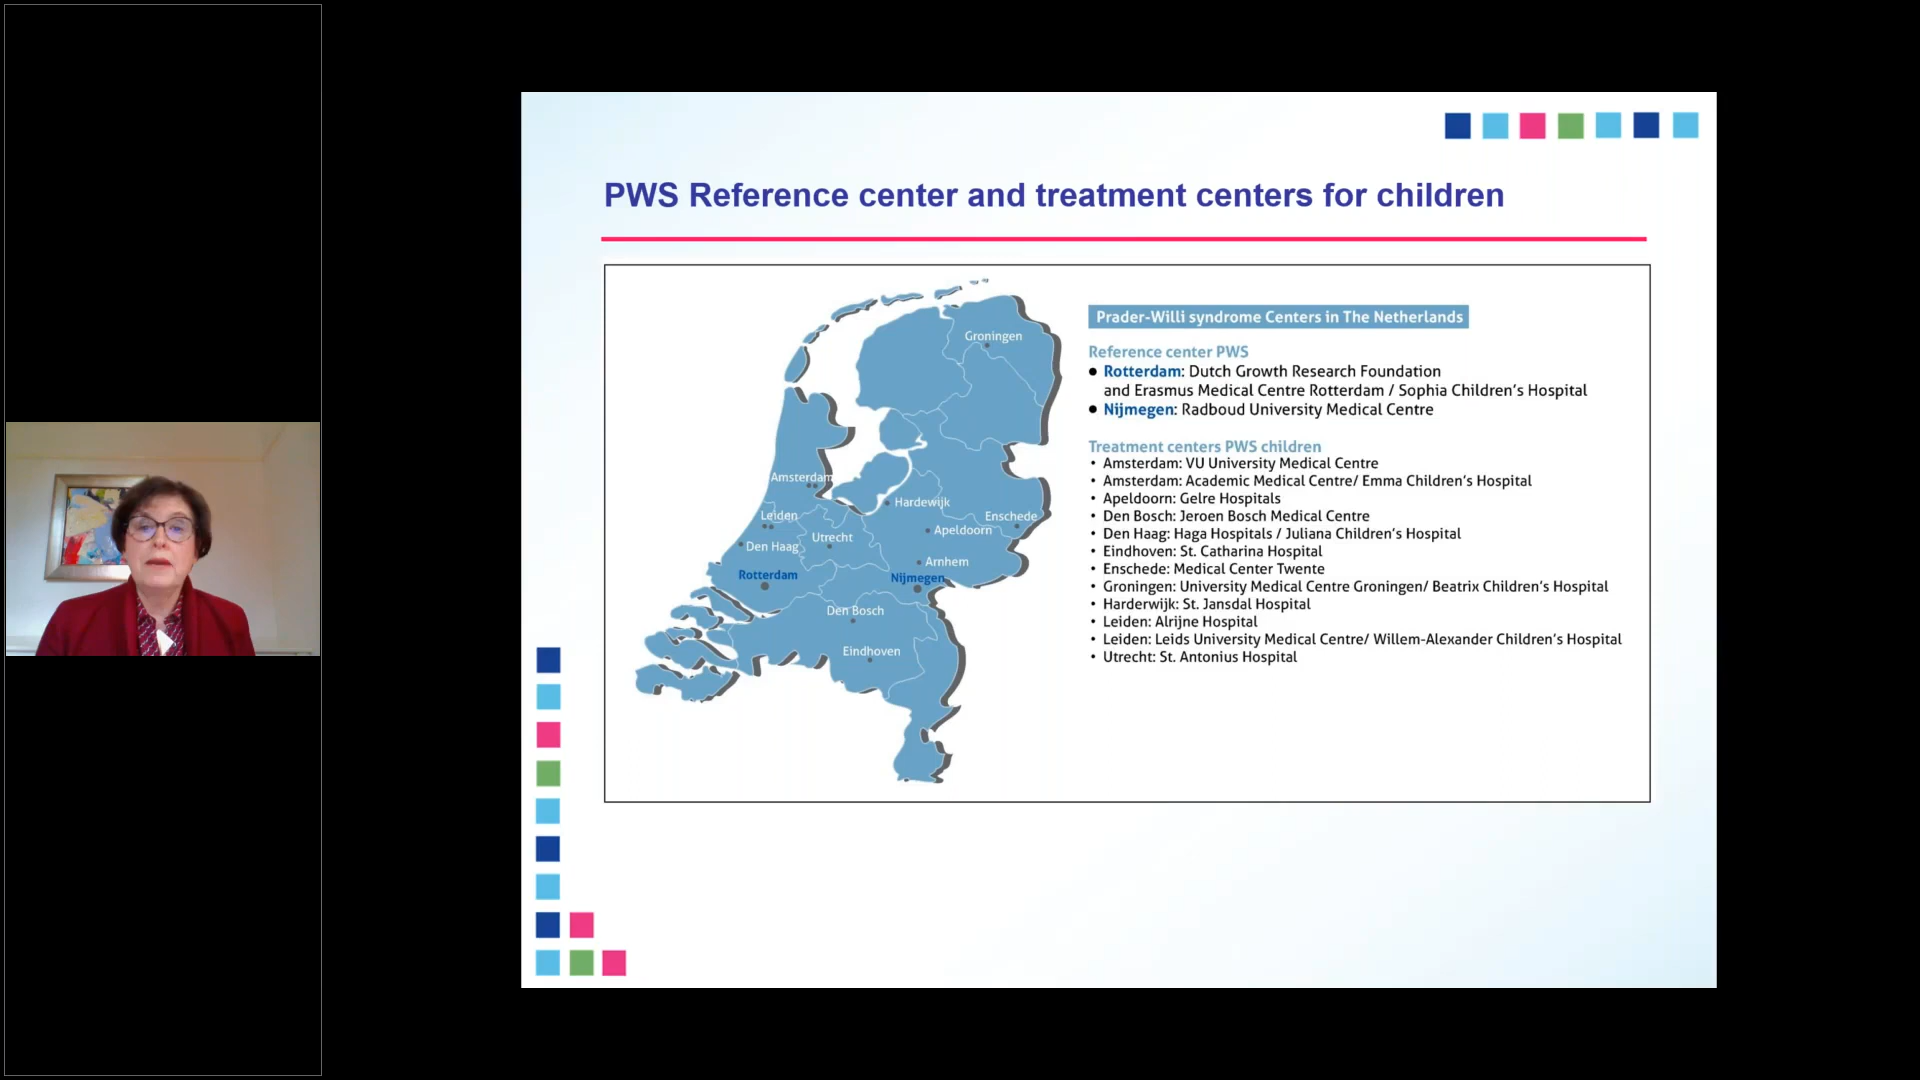 PWS Reference center and treatment centers for children
Groningen
Amsterdam
Hardewijk
Leiden
Enschede
Apeldoorn
Utrecht
Den Haag
Arnhem
Rotterdam
Nijmegen
Den Bosch
Eindhoven
Prader-Willi syndrome Centers in The Netherlands
Reference center PWS
● Rotterdam: Dutch Growth Research Foundation
and Erasmus Medical Centre Rotterdam / Sophia Children's Hospital
● Nijmegen: Radboud University Medical Centre
Treatment centers PWS children
• Amsterdam: VU University Medical Centre
• Amsterdam: Academic Medical Centre/ Emma Children's Hospital
• Apeldoorn: Gelre Hospitals
• Den Bosch: Jeroen Bosch Medical Centre
• Den Haag: Haga Hospitals / Juliana Children's Hospital
• Eindhoven: St. Catharina Hospital
• Enschede: Medical Center Twente
• Groningen: University Medical Centre Groningen/ Beatrix Children's Hospital
• Harderwijk: St. Jansdal Hospital
• Leiden: Alrijne Hospital
• Leiden: Leids University Medical Centre/ Willem-Alexander Children's Hospital
• Utrecht: St. Antonius Hospital